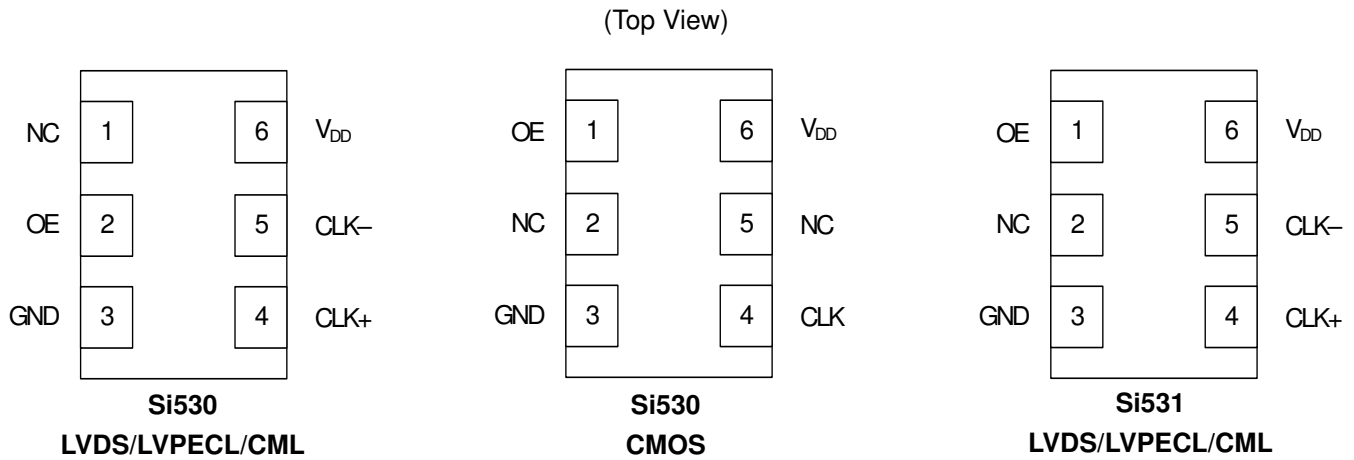 (Top View)
NC 1 6 VDD
OE 2 5 CLK–
GND 3 4 CLK+
Si530
LVDS/LVPECL/CML
OE 1 6 VDD
NC 2 5 NC
GND 3 4 CLK
Si530
CMOS
OE 1 6 VDD
NC 2 5 CLK–
GND 3 4 CLK+
Si531
LVDS/LVPECL/CML